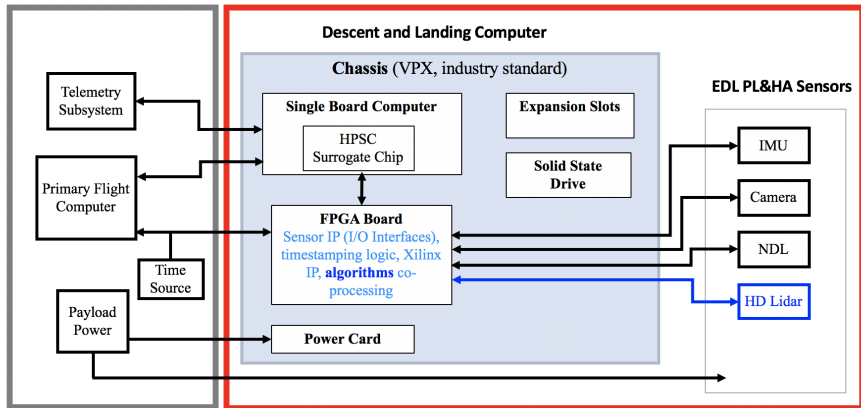 Descent and Landing Computer
Chassis (VPX, industry standard)
EDL PL&HA Sensors
Telemetry
Subsystem
Single Board Computer
HPSC
Surrogate Chip
Expansion Slots
Solid State
Drive
IMU
Camera
NDL
HD Lidar
Primary Flight
Computer
FPGA Board
Sensor IP (I/O Interfaces),
timestamping logic, Xilinx
IP, algorithms co-
processing
Time
Source
Payload
Power
Power Card